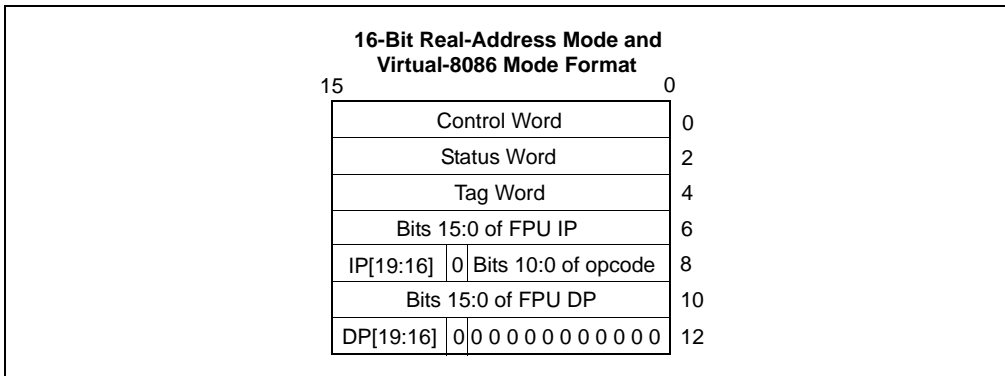 16-Bit Real-Address Mode and
Virtual-8086 Mode Format
15 0
Control Word 0
Status Word 2
Tag Word 4
Bits 15:0 of FPU IP 6
IP[19:16] 0 Bits 10:0 of opcode 8
Bits 15:0 of FPU DP 10
DP[19:16] 0 0 0 0 0 0 0 0 0 0 0 0 12